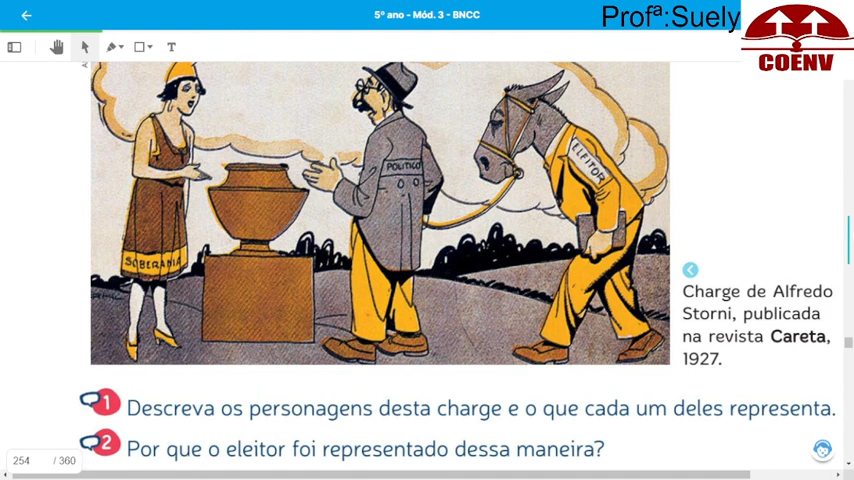 5º ano - Mód. 3 - BNCC
Profª:Suely
COENV
T
POLITICO
ELEITOR
SOBERANIA
Charge de Alfredo
Storni, publicada
na revista Careta,
1927.
1 Descreva os personagens desta charge e o que cada um deles representa.
2 Por que o eleitor foi representado dessa maneira?
254 / 360